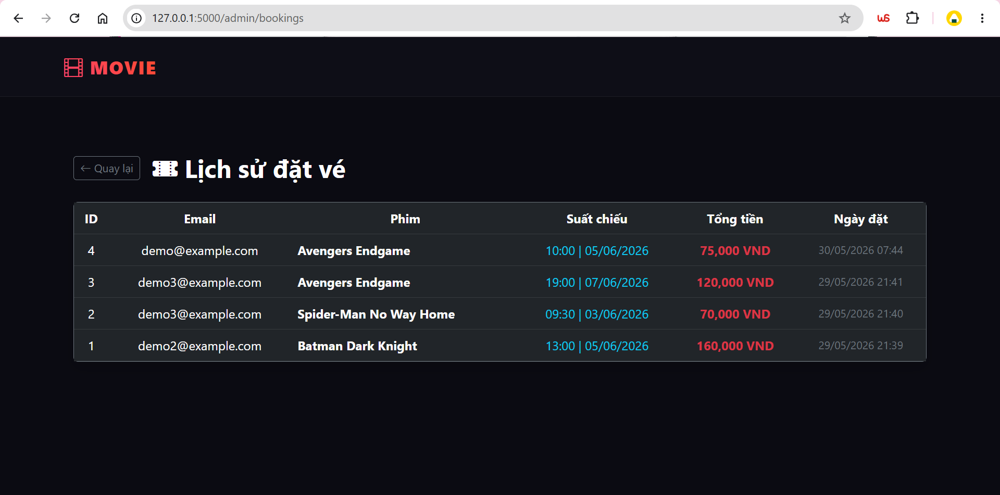 127.0.0.1:5000/admin/bookings
MOVIE
← Quay lại Lịch sử đặt vé
ID Email Phim Suất chiếu Tổng tiền Ngày đặt
4 demo@example.com Avengers Endgame 10:00 | 05/06/2026 75,000 VND 30/05/2026 07:44
3 demo3@example.com Avengers Endgame 19:00 | 07/06/2026 120,000 VND 29/05/2026 21:41
2 demo3@example.com Spider-Man No Way Home 09:30 | 03/06/2026 70,000 VND 29/05/2026 21:40
1 demo2@example.com Batman Dark Knight 13:00 | 05/06/2026 160,000 VND 29/05/2026 21:39